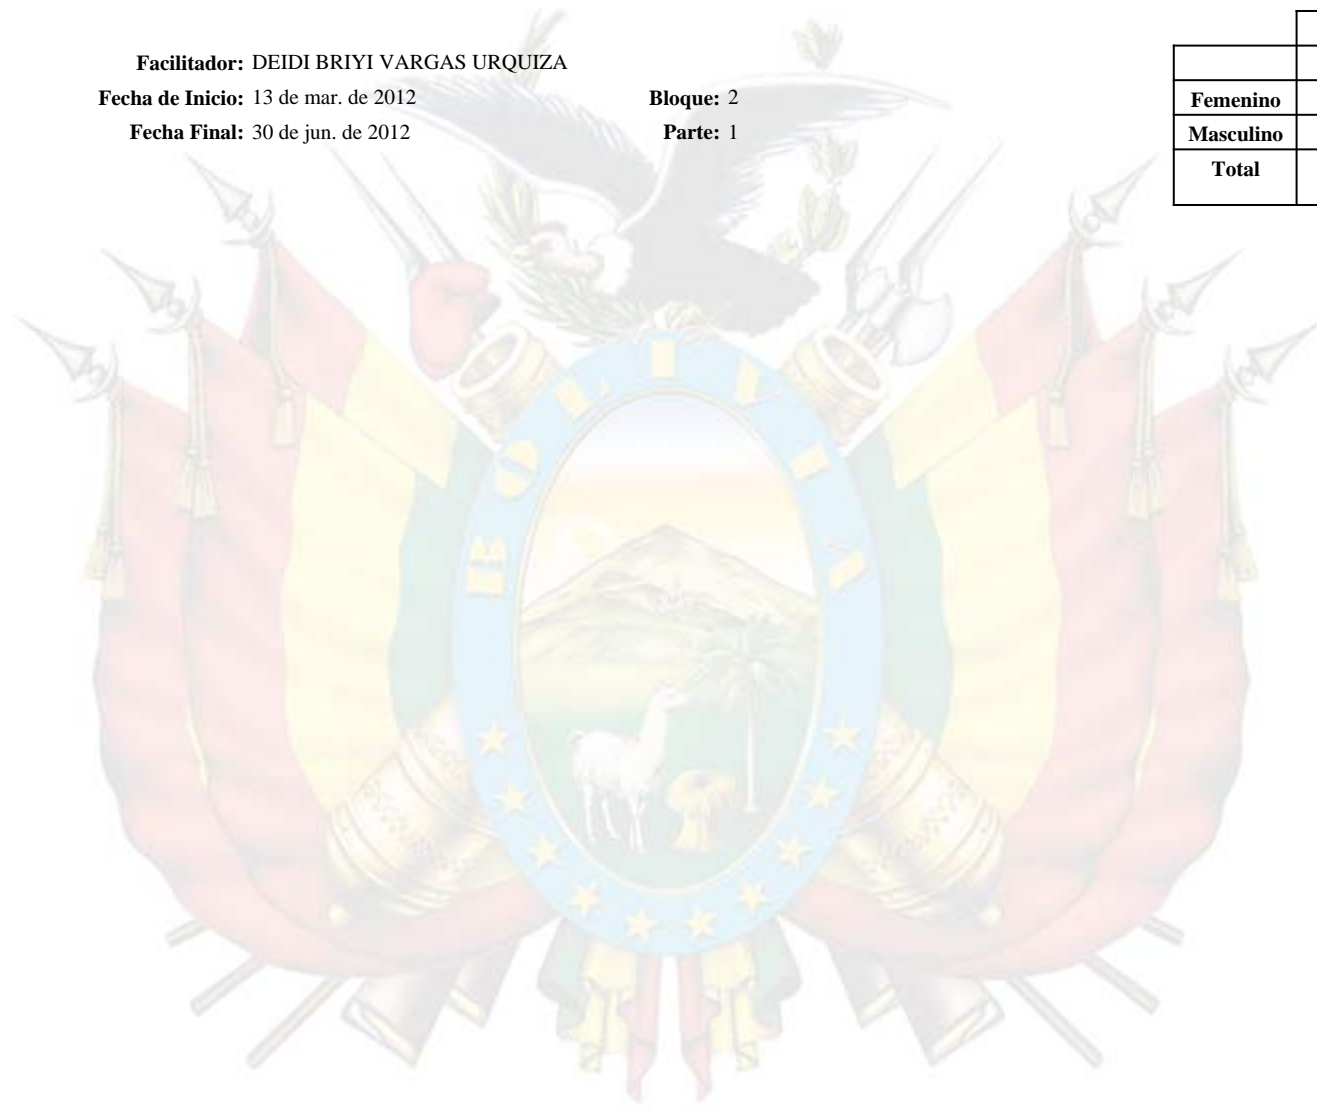 Facilitador: DEIDI BRIYI VARGAS URQUIZA
Fecha de Inicio: 13 de mar. de 2012 Bloque: 2
Fecha Final: 30 de jun. de 2012 Parte: 1
Femenino
Masculino
Total
BOLIVIA